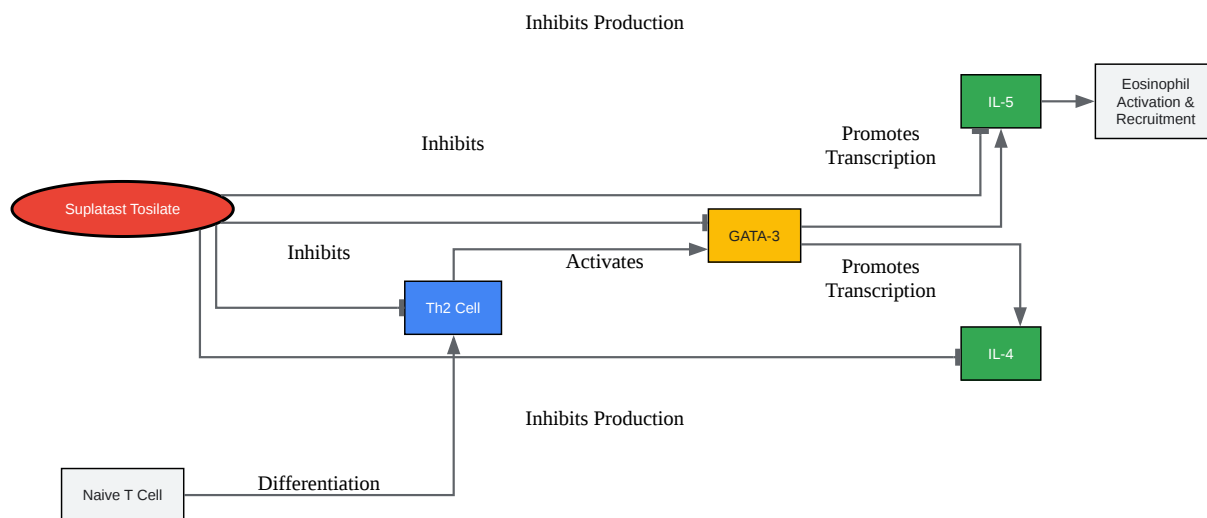 Inhibits Production
IL-5
Eosinophil
Activation &
Recruitment
Promotes
Transcription
Inhibits
Suplatast Tosilate
GATA-3
Inhibits
Activates
Promotes
Transcription
Th2 Cell
IL-4
Inhibits Production
Differentiation
Naive T Cell